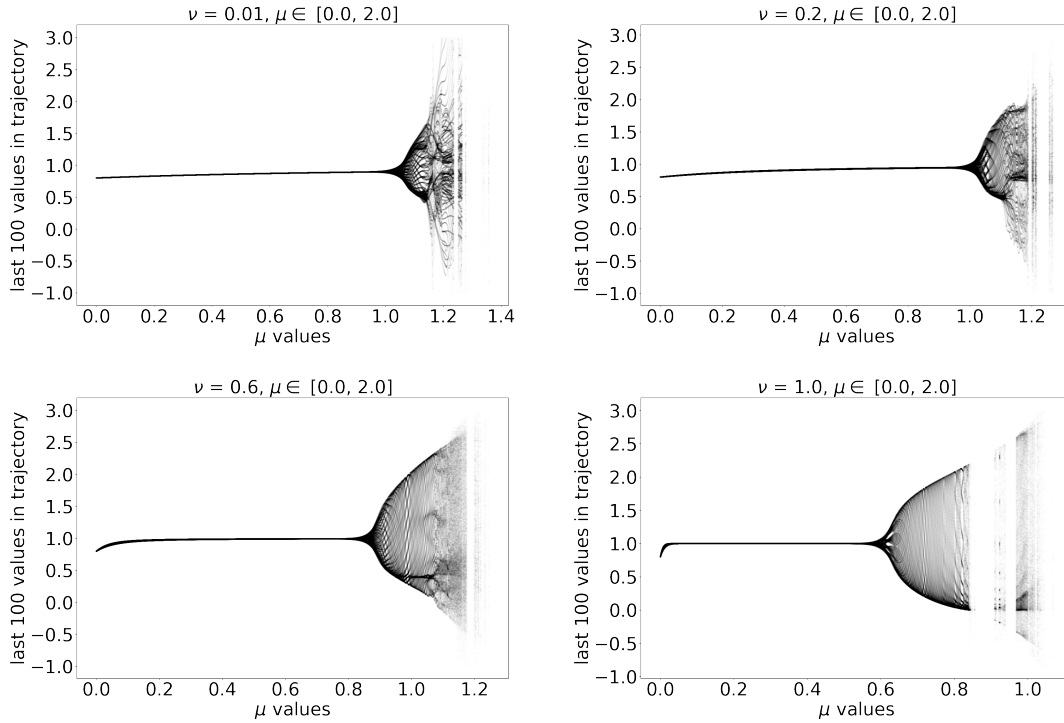 ν = 0.01, μ ∈ [0.0, 2.0]
last 100 values in trajectory
3.0
2.5
2.0
1.5
1.0
0.5
0.0
−0.5
−1.0
0.0 0.2 0.4 0.6 0.8 1.0 1.2 1.4
μ values
ν = 0.2, μ ∈ [0.0, 2.0]
last 100 values in trajectory
3.0
2.5
2.0
1.5
1.0
0.5
0.0
−0.5
−1.0
0.0 0.2 0.4 0.6 0.8 1.0 1.2
μ values
ν = 0.6, μ ∈ [0.0, 2.0]
last 100 values in trajectory
3.0
2.5
2.0
1.5
1.0
0.5
0.0
−0.5
−1.0
0.0 0.2 0.4 0.6 0.8 1.0 1.2
μ values
ν = 1.0, μ ∈ [0.0, 2.0]
last 100 values in trajectory
3.0
2.5
2.0
1.5
1.0
0.5
0.0
−0.5
−1.0
0.0 0.2 0.4 0.6 0.8 1.0
μ values